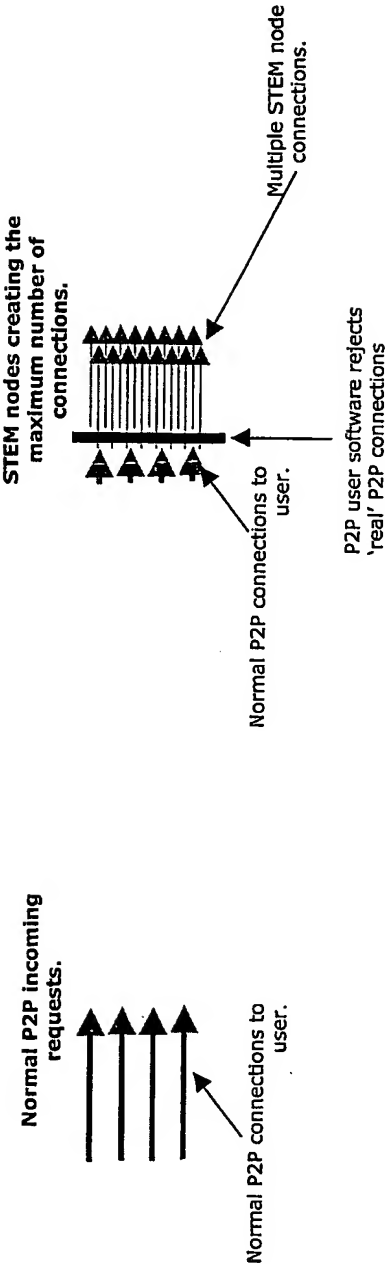 Normal P2P incoming
requests.
Normal P2P connections to
user.
STEM nodes creating the
maximum number of
connections.
Normal P2P connections to
user.
Multiple STEM node
connections.
P2P user software rejects
‘real’ P2P connections